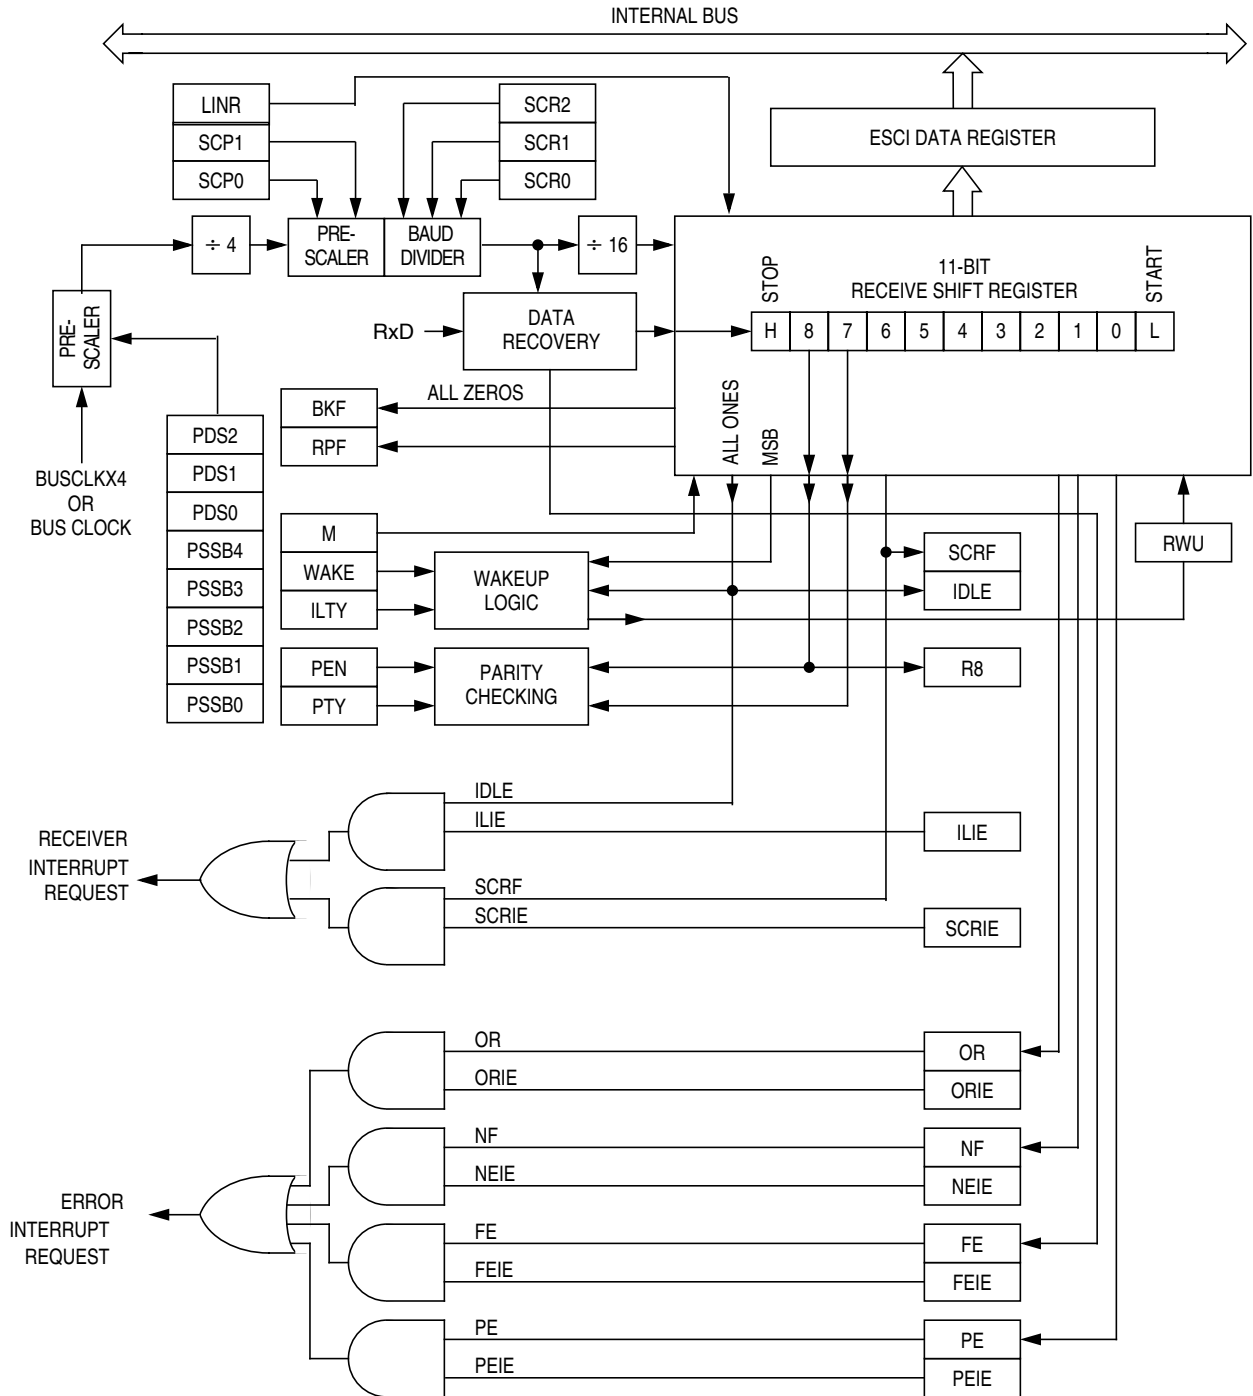 INTERNAL BUS
LINR
SCP1
SCP0
SCR2
SCR1
SCR0
ESCI DATA REGISTER
÷ 4
PRE-
SCALER
BAUD
DIVIDER
÷ 16
PRE-
SCALER
BUSCLKX4
OR
BUS CLOCK
RxD
DATA
RECOVERY
STOP
11-BIT
RECEIVE SHIFT REGISTER
START
H 8 7 6 5 4 3 2 1 0 L
ALL ZEROS
BKF
RPF
ALL ONES
MSB
PDS2
PDS1
PDS0
PSSB4
PSSB3
PSSB2
PSSB1
PSSB0
M
WAKE
ILTY
WAKEUP
LOGIC
SCRF
IDLE
RWU
PEN
PTY
PARITY
CHECKING
R8
RECEIVER
INTERRUPT
REQUEST
IDLE
ILIE
ILIE
SCRF
SCRIE
SCRIE
ERROR
INTERRUPT
REQUEST
OR
ORIE
OR
ORIE
NF
NEIE
NF
NEIE
FE
FEIE
FE
FEIE
PE
PEIE
PE
PEIE